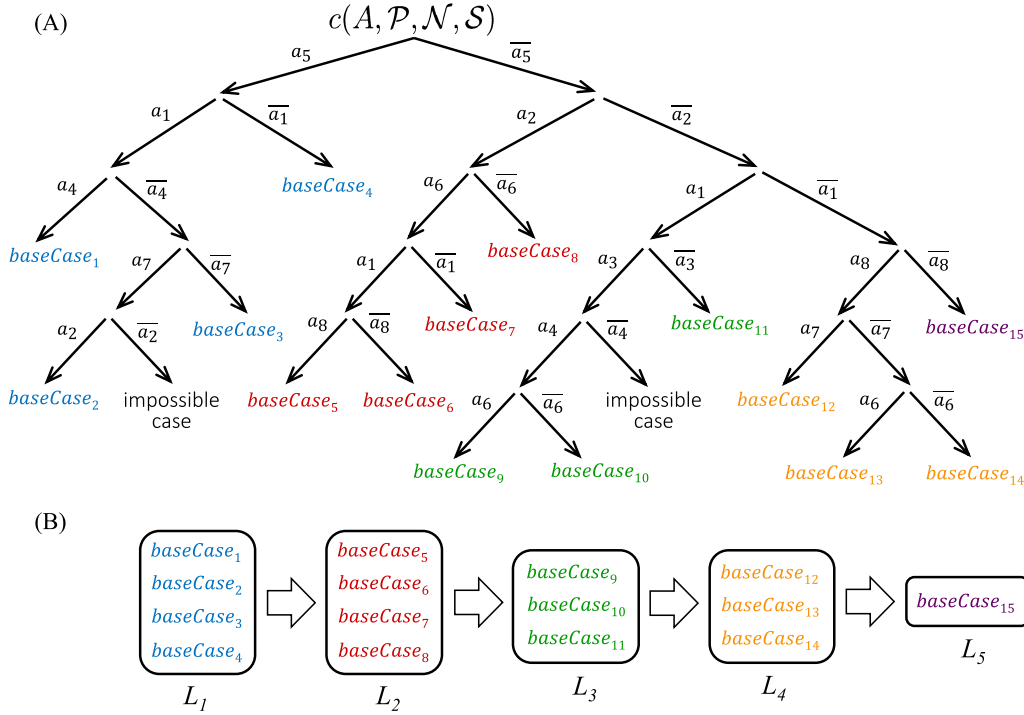 (A)
c(A, 𝒫, 𝒩, 𝒮)
a₅ a̅₅
a₁ a̅₁ a₂ a̅₂
a₄ a̅₄ baseCase₄ a₆ a̅₆ a₁ a̅₁
baseCase₁ a₇ a̅₇ a₁ a̅₁ baseCase₈ a₃ a̅₃ a₈ a̅₈
a₂ a̅₂ baseCase₃ a₈ a̅₈ baseCase₇ a₄ a̅₄ baseCase₁₁ a₇ a̅₇ baseCase₁₅
baseCase₂ impossible case baseCase₅ baseCase₆ a₆ a̅₆ impossible case baseCase₁₂ a₆ a̅₆
baseCase₉ baseCase₁₀ baseCase₁₃ baseCase₁₄
(B)
baseCase₁
baseCase₂
baseCase₃
baseCase₄
L₁
baseCase₅
baseCase₆
baseCase₇
baseCase₈
L₂
baseCase₉
baseCase₁₀
baseCase₁₁
L₃
baseCase₁₂
baseCase₁₃
baseCase₁₄
L₄
baseCase₁₅
L₅